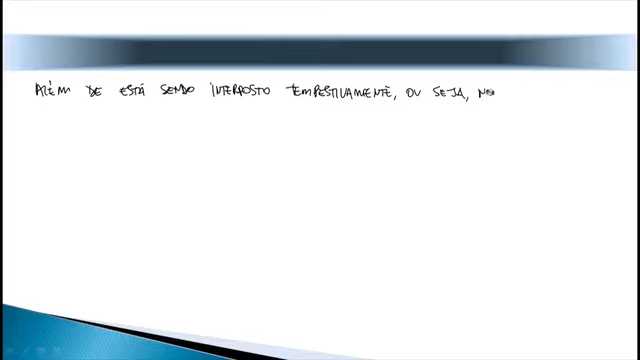 ALÉM DE ESTÁ SENDO INTERPOSTO TEMPESTIVAMENTE, OU SEJA,